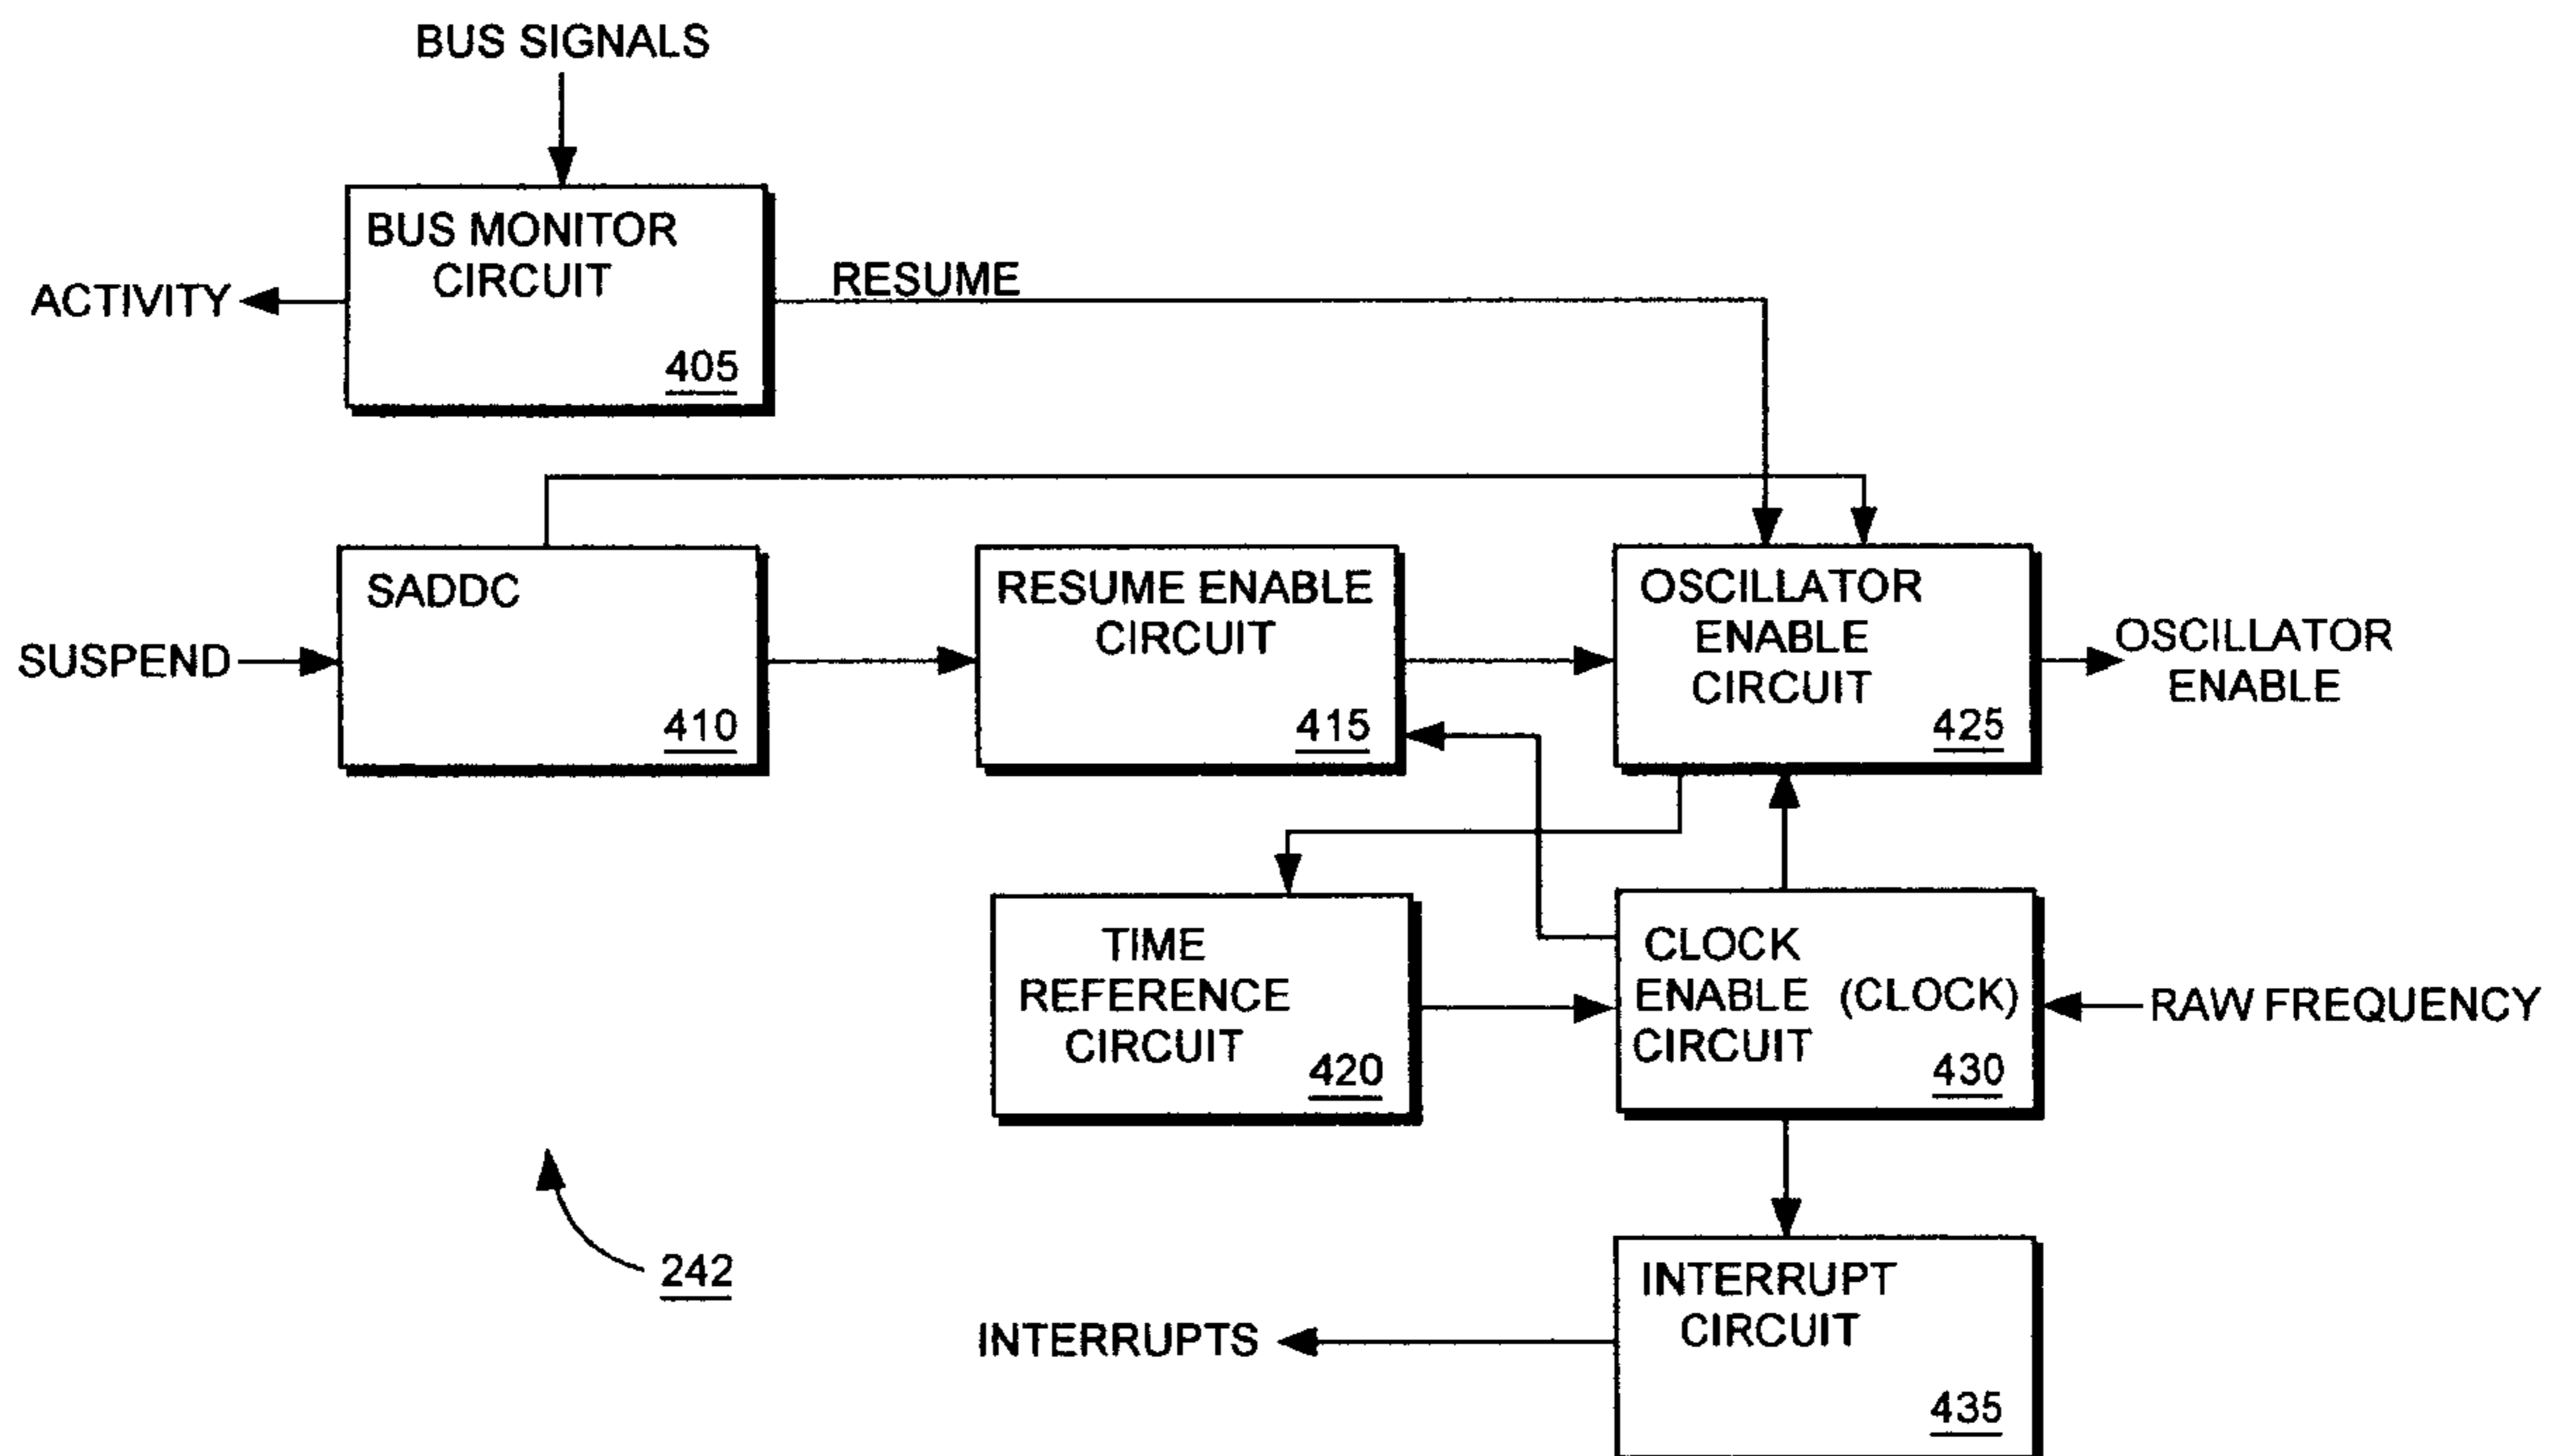 BUS SIGNALS
BUS MONITOR
CIRCUIT
405
ACTIVITY
RESUME
SUSPEND
SADDC
410
RESUME ENABLE
CIRCUIT
415
OSCILLATOR
ENABLE
CIRCUIT
425
OSCILLATOR
ENABLE
TIME
REFERENCE
CIRCUIT
420
CLOCK
ENABLE (CLOCK)
CIRCUIT
430
RAW FREQUENCY
242
INTERRUPTS
INTERRUPT
CIRCUIT
435